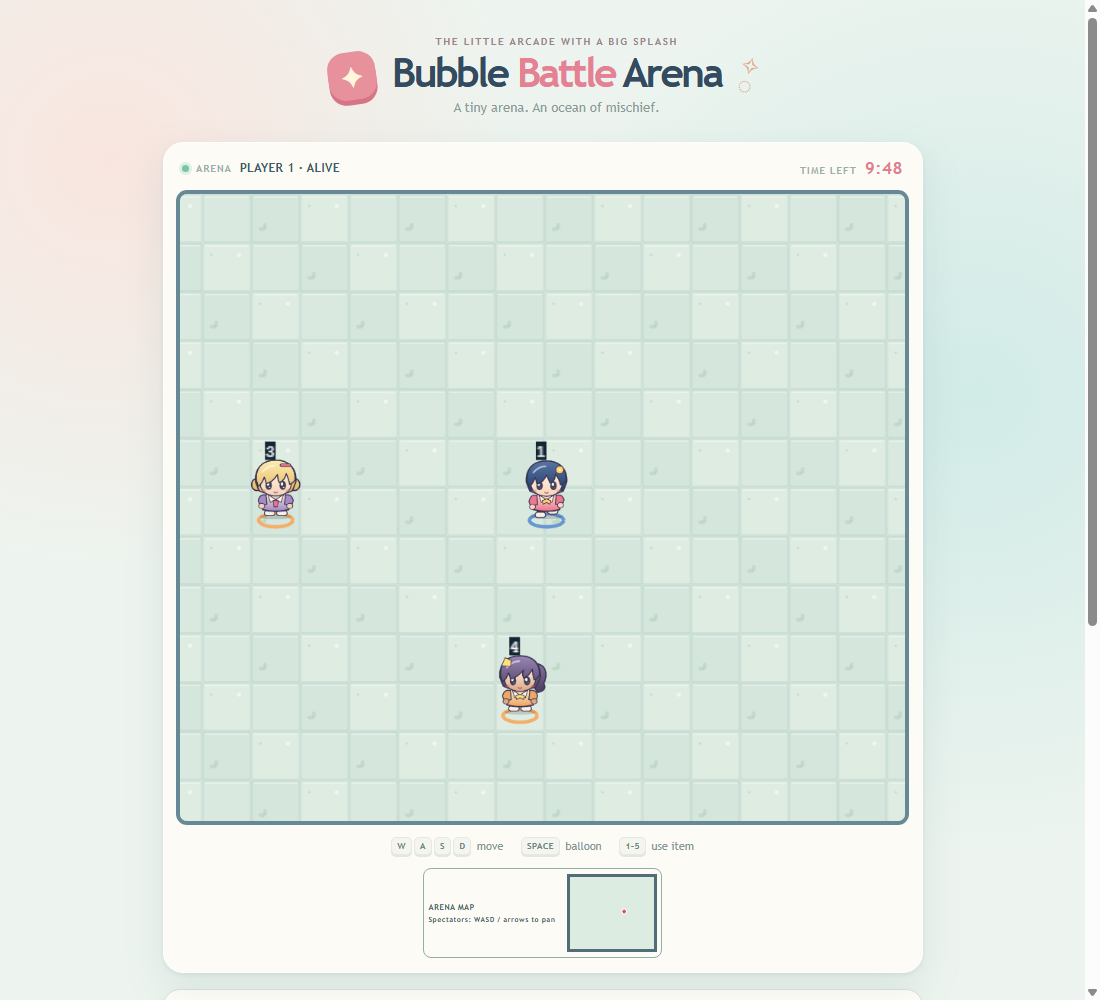 THE LITTLE ARCADE WITH A BIG SPLASH
Bubble Battle Arena
A tiny arena. An ocean of mischief.
ARENA PLAYER 1 · ALIVE
TIME LEFT 9:48
3
1
4
W A S D move SPACE balloon 1-5 use item
ARENA MAP
Spectators: WASD / arrows to pan